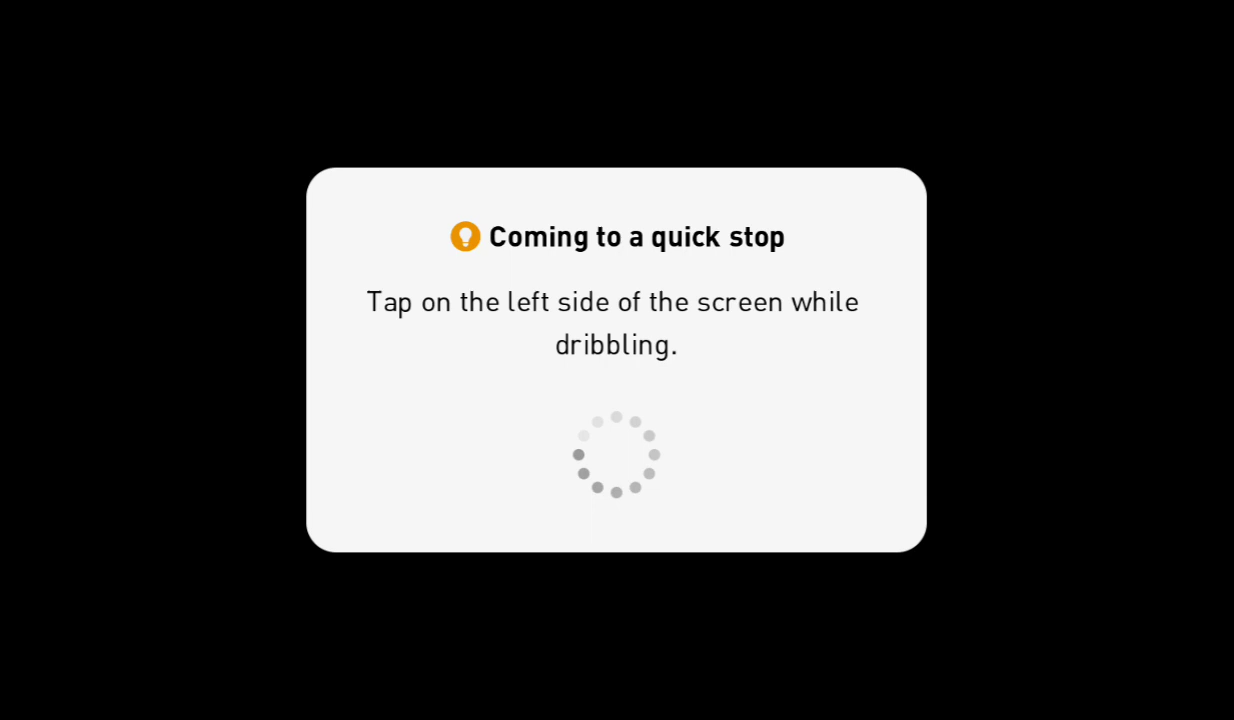 Coming to a quick stop
Tap on the left side of the screen while
dribbling.